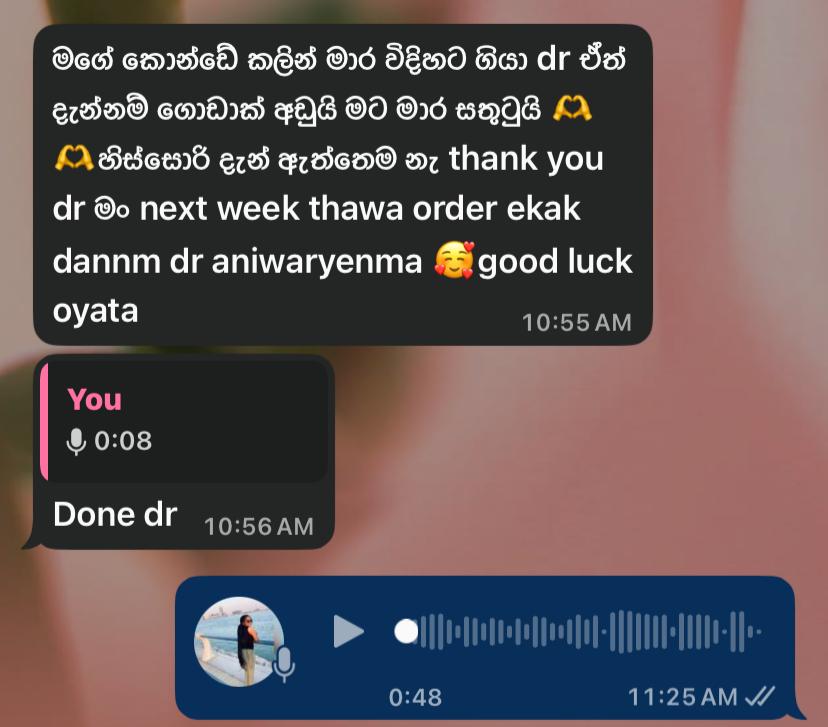 මගේ කොන්ඩේ කලින් මාර විදිහට ගියා dr ඒත්
දැන්නම් ගොඩාක් අඩුයි මට මාර සතුටුයි 🫶
🫶හිස්සොරි දැන් ඇත්තෙම නැ thank you
dr මං next week thawa order ekak
dannm dr aniwaryenma 🥰good luck
oyata
10:55 AM
You
0:08
Done dr
10:56 AM
0:48
11:25 AM